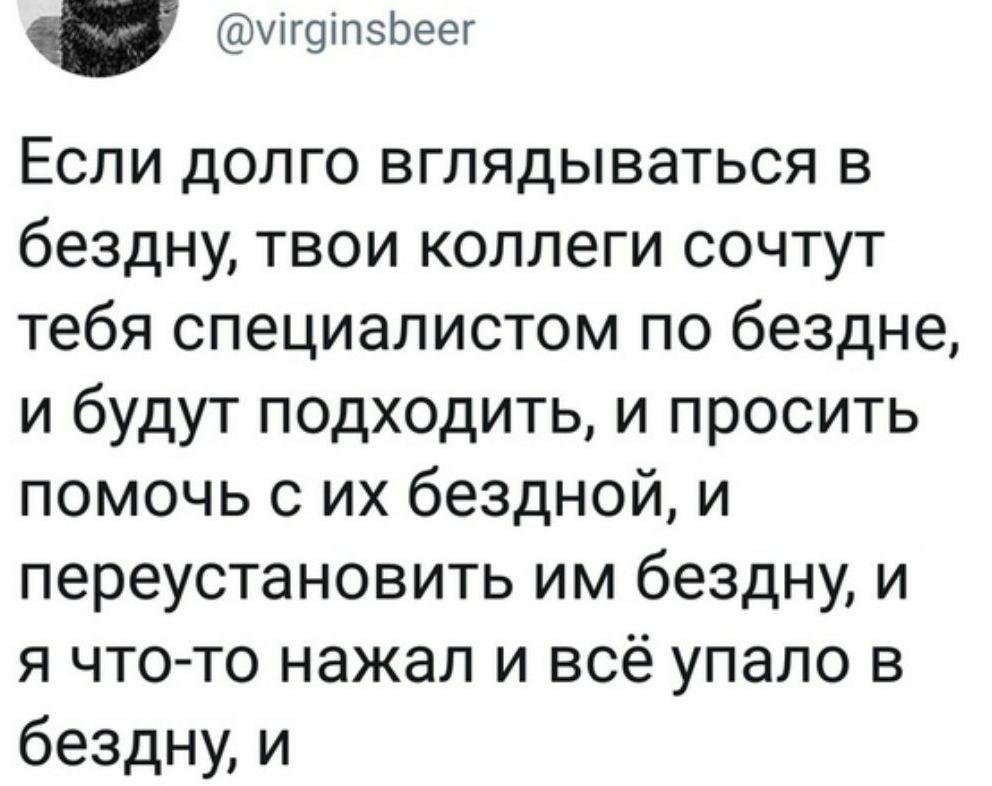 @virginsbeer
Если долго вглядываться в
бездну, твои коллеги сочтут
тебя специалистом по бездне,
и будут подходить, и просить
помочь с их бездной, и
переустановить им бездну, и
я что-то нажал и всё упало в
бездну, и